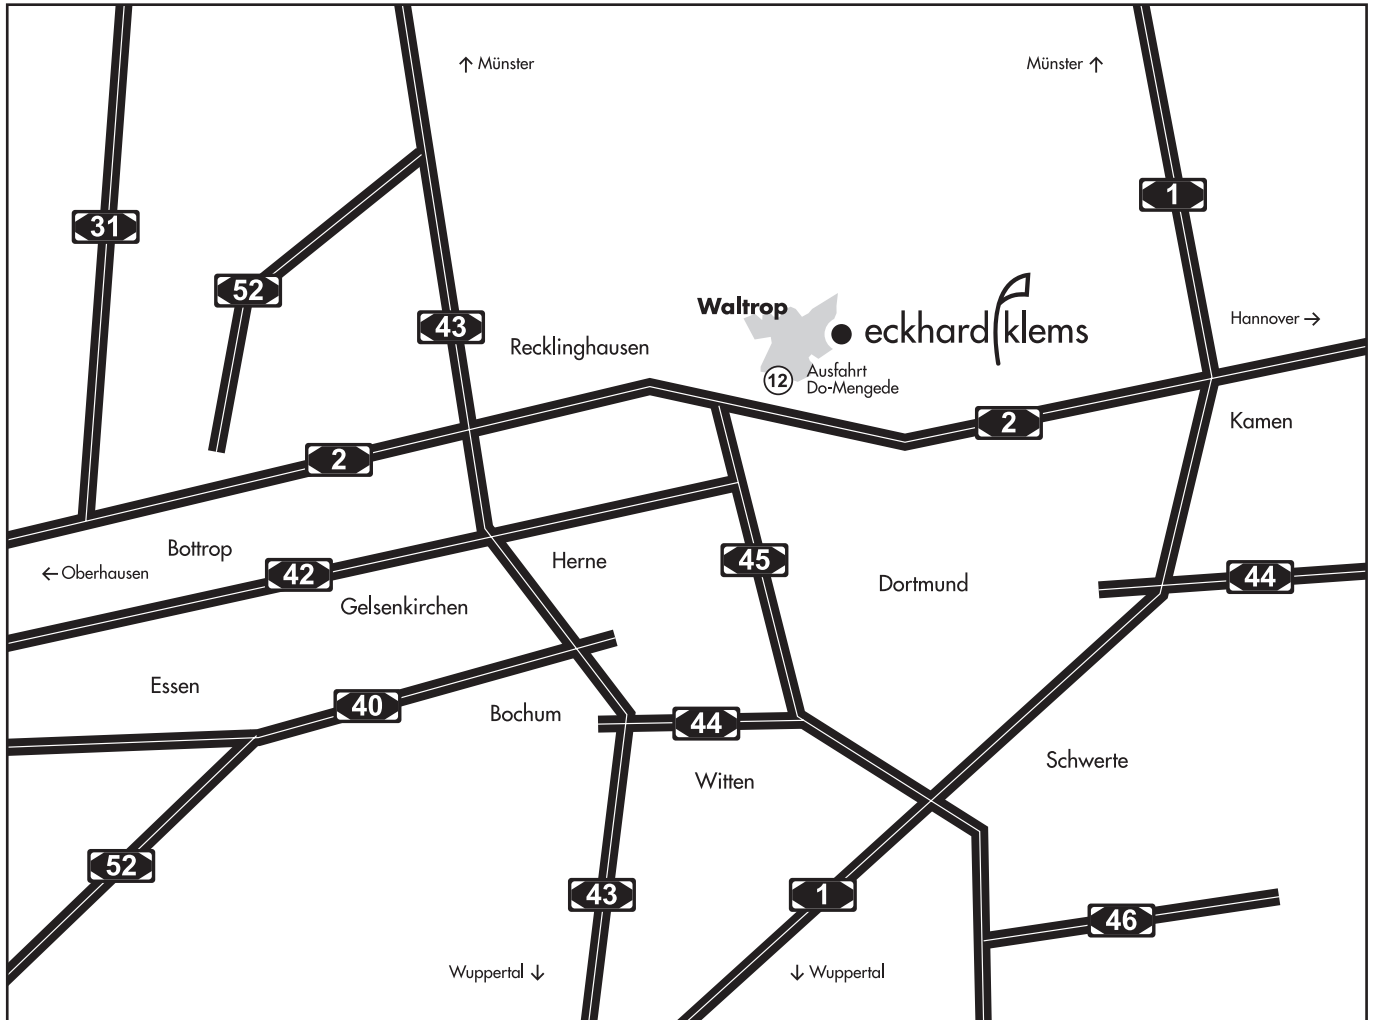 ↑ Münster
Münster ↑
1
31
52
Waltrop
43
eckhard klems
Hannover →
Recklinghausen
12
Ausfahrt
Do-Mengede
2
Kamen
2
Bottrop
← Oberhausen
42
Herne
45
Dortmund
44
Gelsenkirchen
Essen
40
Bochum
44
Schwerte
Witten
52
43
1
46
Wuppertal ↓
↓ Wuppertal